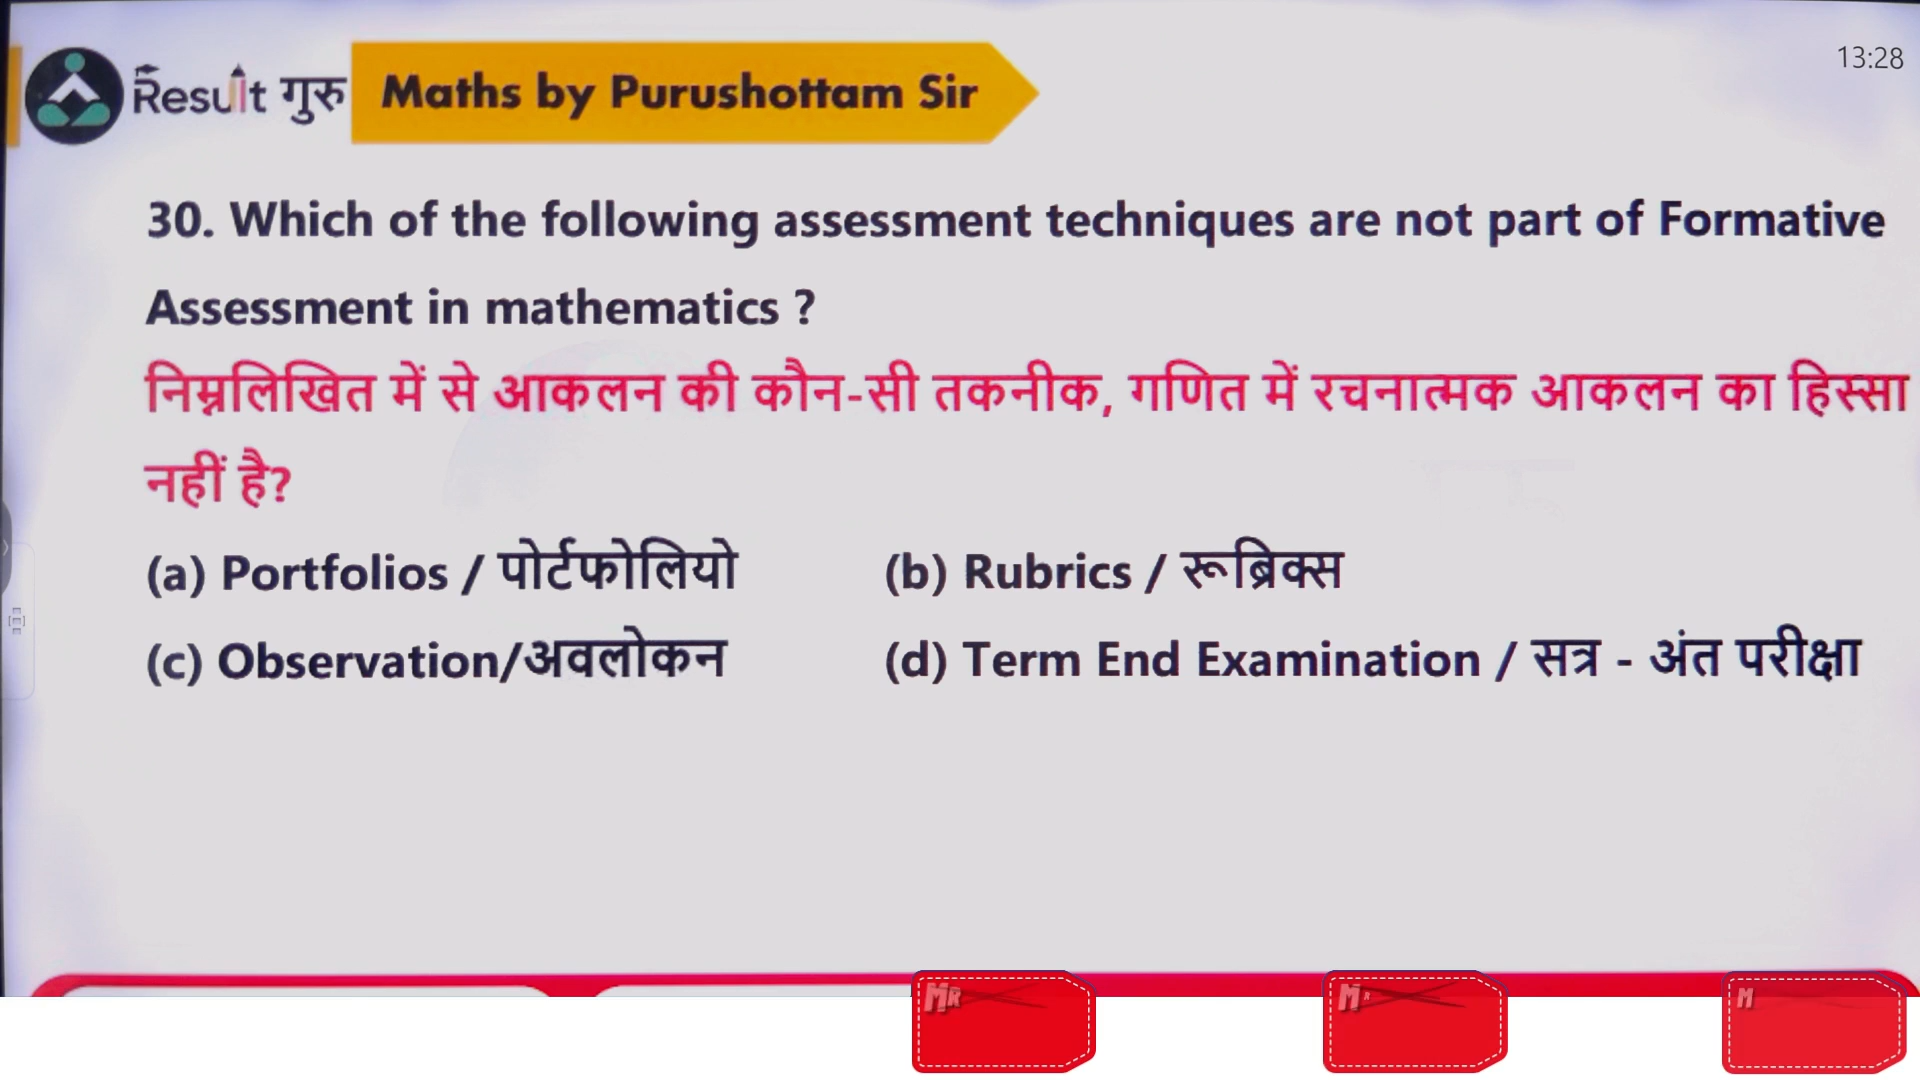 Result गुरु Maths by Purushottam Sir
13:28
30. Which of the following assessment techniques are not part of Formative
Assessment in mathematics ?
निम्नलिखित में से आकलन की कौन-सी तकनीक, गणित में रचनात्मक आकलन का हिस्सा
नहीं है?
(a) Portfolios / पोर्टफोलियो (b) Rubrics / रूब्रिक्स
(c) Observation/अवलोकन (d) Term End Examination / सत्र - अंत परीक्षा
MR
M R
M